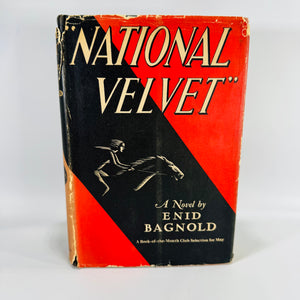 "NATIONAL
VELVET"
A Novel by
ENID
BAGNOLD
A Book-of-the-Month Club Selection for May